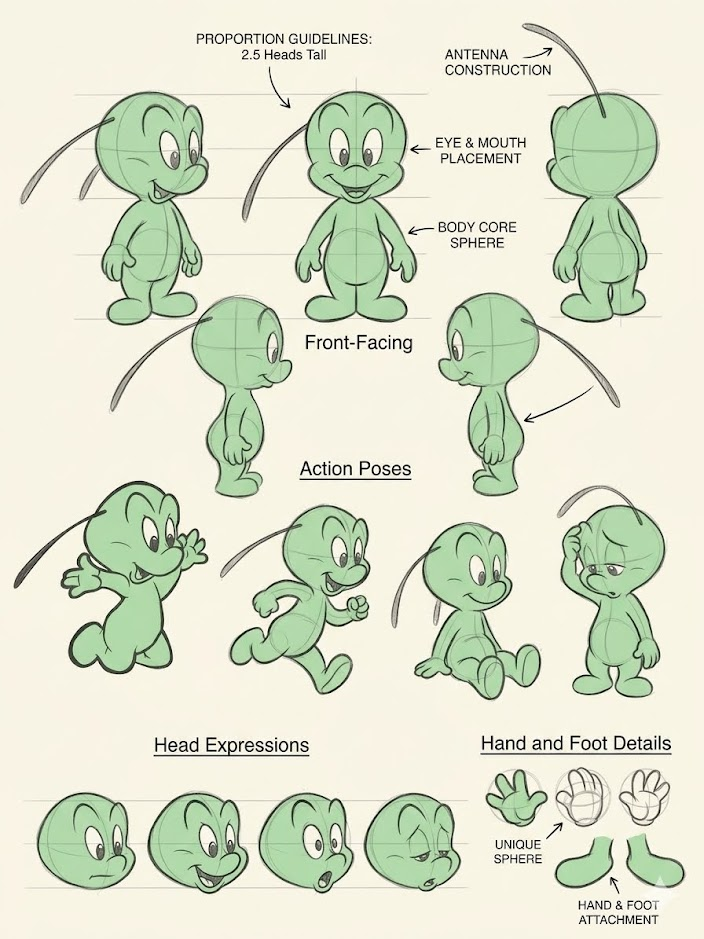 PROPORTION GUIDELINES:
2.5 Heads Tall
ANTENNA
CONSTRUCTION
EYE & MOUTH
PLACEMENT
BODY CORE
SPHERE
Front-Facing
Action Poses
Head Expressions
Hand and Foot Details
UNIQUE
SPHERE
HAND & FOOT
ATTACHMENT